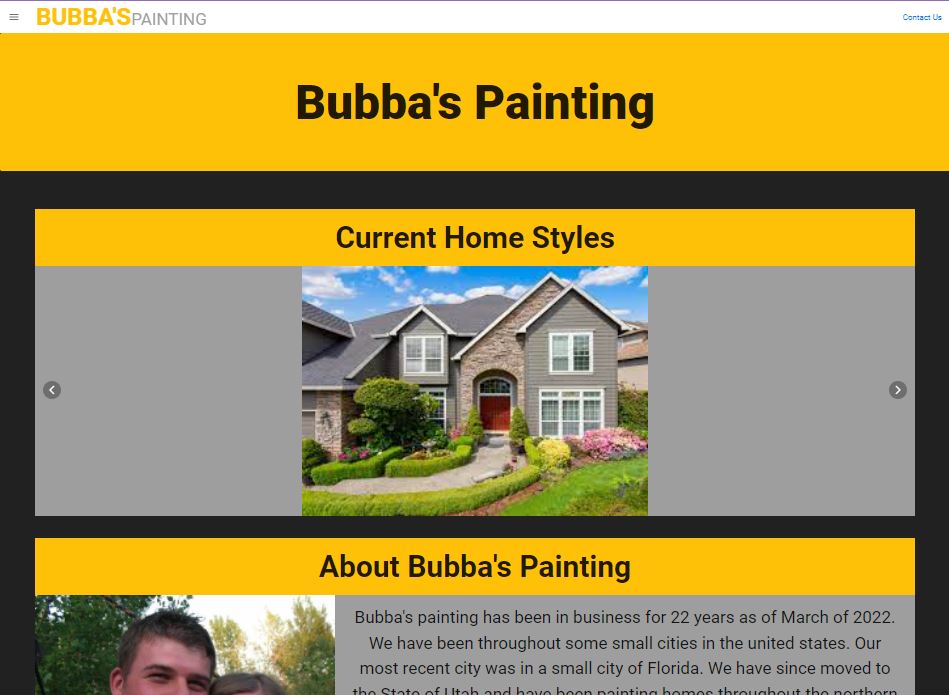 BUBBA'SPAINTING
Contact Us
Bubba's Painting
Current Home Styles
About Bubba's Painting
Bubba's painting has been in business for 22 years as of March of 2022.
We have been throughout some small cities in the united states. Our
most recent city was in a small city of Florida. We have since moved to
the State of Utah and have been painting homes throughout the northern